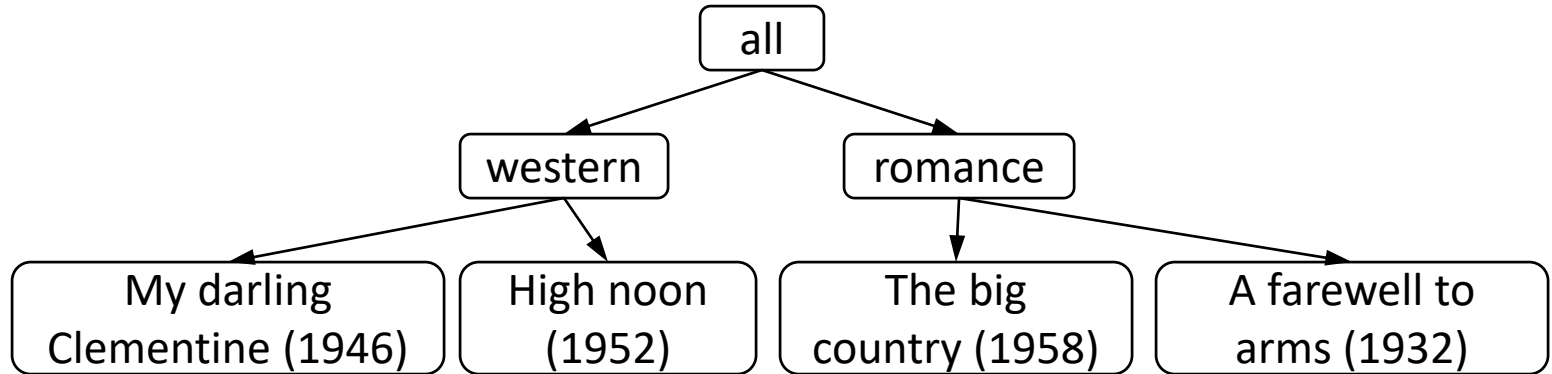 all
western
romance
My darling
Clementine (1946)
High noon
(1952)
The big
country (1958)
A farewell to
arms (1932)